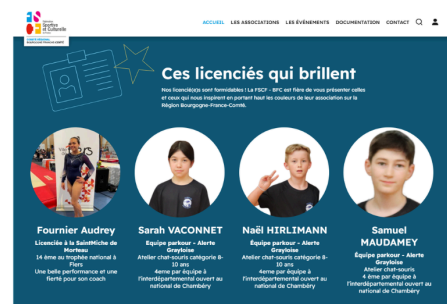 Sportive
et Culturelle
ACCUEIL LES ASSOCIATIONS LES ÉVÉNEMENTS DOCUMENTATION CONTACT
Ces licenciés qui brillent
Nos licencié(e)s sont formidables ! La FSCF - BFC est fière de vous présenter celles
et ceux qui nous inspirent en portant haut les couleurs de leur association sur la
Région Bourgogne-France-Comté.
Fournier Audrey
Licenciée à la SaintMiche de
Morteau
14 ème au trophée national à
Flers
Une belle performance et une
fierté pour son coach
Sarah VACONNET
Équipe parkour - Alerte
Grayloise
Atelier chat-souris catégorie 8-
10 ans
4eme par équipe à
l'interdépartemental ouvert au
national de Chambéry
Naël HIRLIMANN
Équipe parkour - Alerte
Grayloise
Atelier chat-souris catégorie 8-
10 ans
4eme par équipe à
l'interdépartemental ouvert au
national de Chambéry
Samuel
MAUDAMEY
Équipe parkour - Alerte
Grayloise
Atelier chat-souris
4 ème par équipe à
l'interdépartemental ouvert au
national de Chambéry